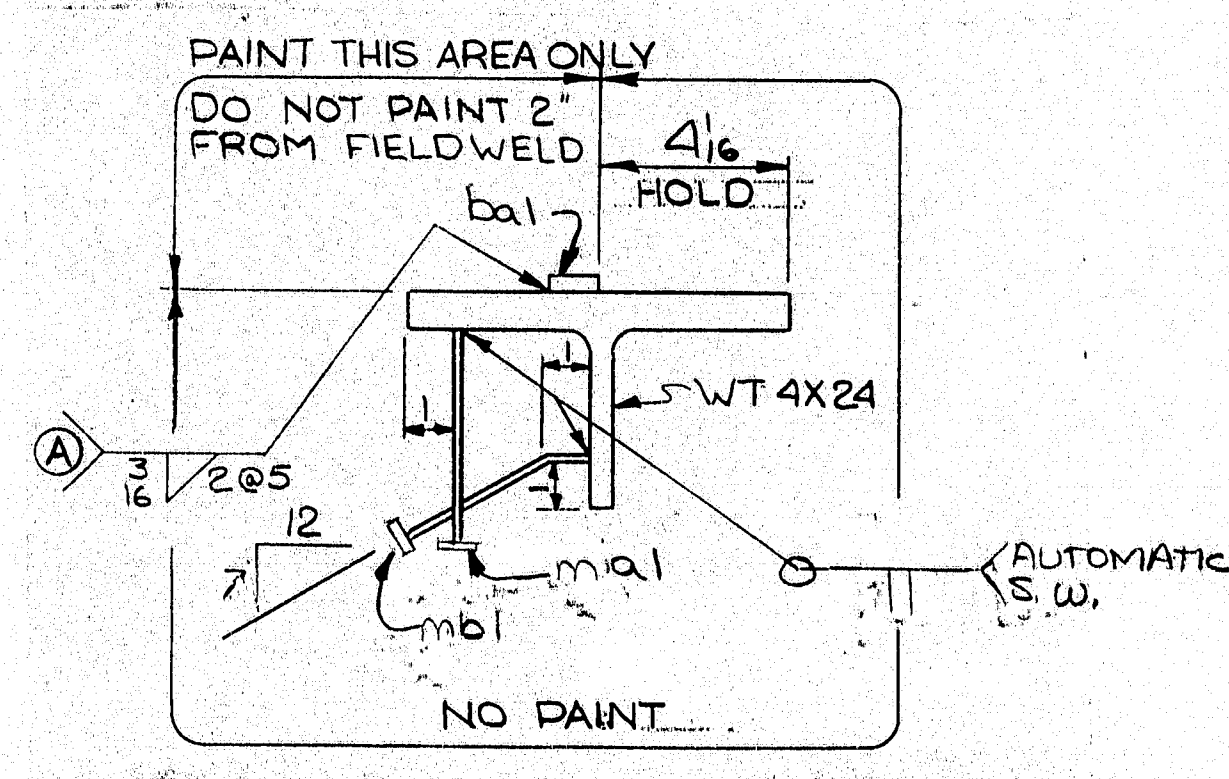 PAINT THIS AREA ONLY
DO NOT PAINT 2"
FROM FIELDWELD
4 1/16
HOLD
ba1
1
1
WT 4X24
A
3
16
2@5
1
12
7
mia1
mb1
AUTOMATIC
S.W.
NO PAINT